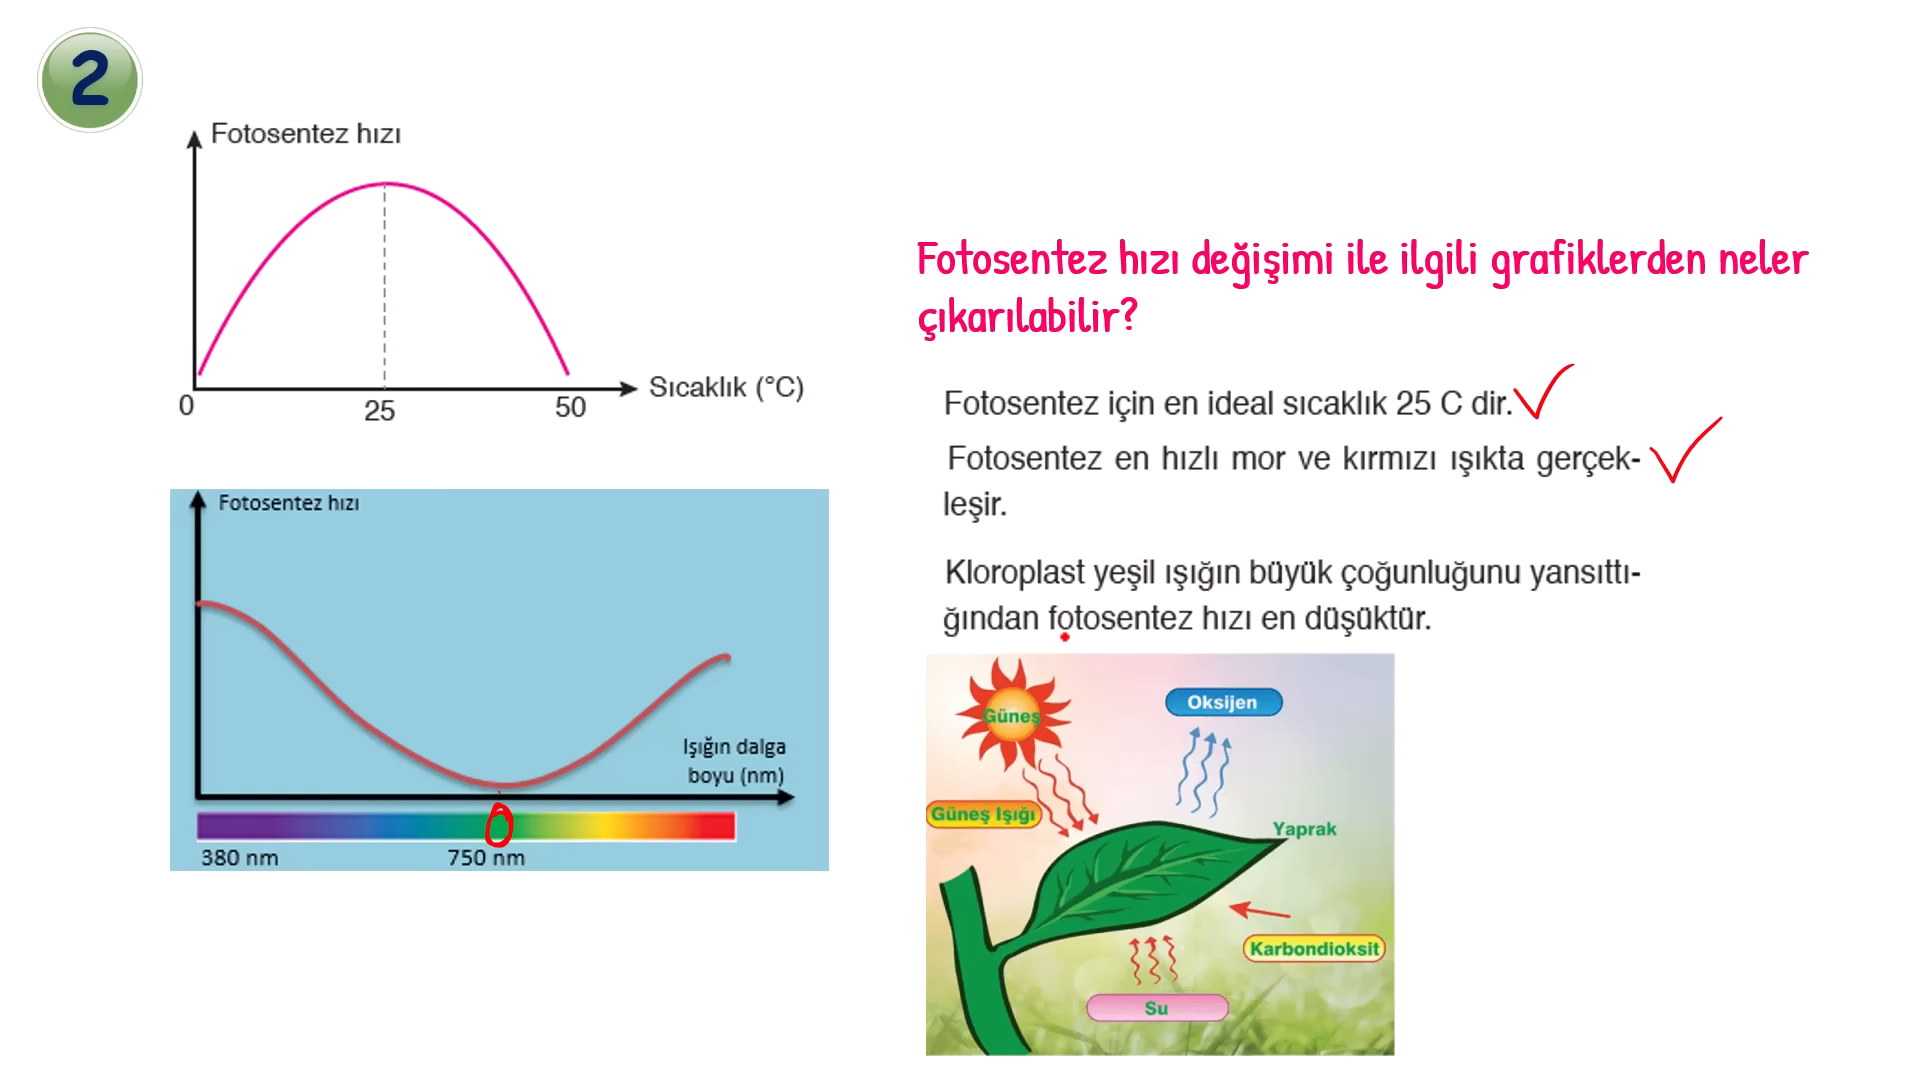 2
Fotosentez hızı
Sıcaklık (°C)
0
25
50
Fotosentez hızı
Işığın dalga
boyu (nm)
380 nm
750 nm
Fotosentez hızı değişimi ile ilgili grafiklerden neler
çıkarılabilir?
Fotosentez için en ideal sıcaklık 25 C dir.
Fotosentez en hızlı mor ve kırmızı ışıkta gerçek-
leşir.
Kloroplast yeşil ışığın büyük çoğunluğunu yansıttı-
ğından fotosentez hızı en düşüktür.
Güneş
Oksijen
Güneş Işığı
Yaprak
Karbondioksit
Su